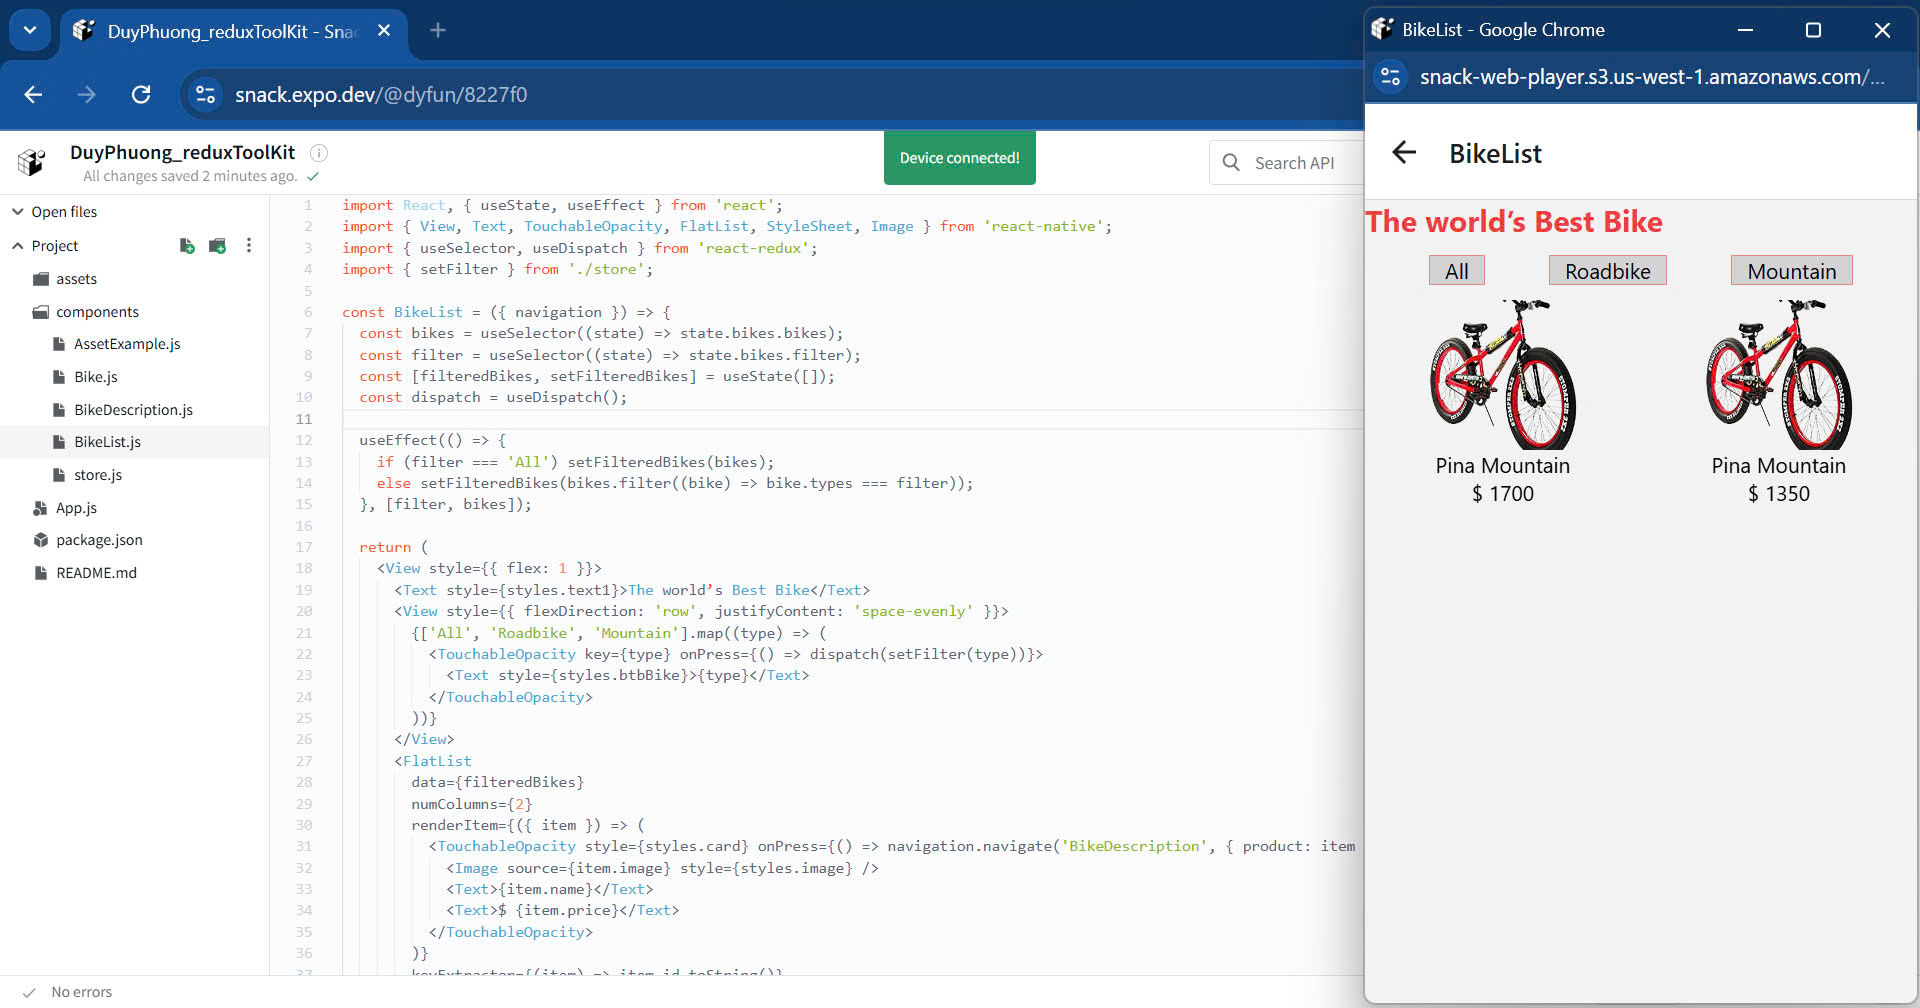 DuyPhuong_reduxToolKit - Sna
snack.expo.dev/@dyfun/8227f0
DuyPhuong_reduxToolKit
All changes saved 2 minutes ago.
Device connected!
Search API
Open files
Project
assets
components
AssetExample.js
Bike.js
BikeDescription.js
BikeList.js
store.js
App.js
package.json
README.md
1 import React, { useState, useEffect } from 'react';
2 import { View, Text, TouchableOpacity, FlatList, StyleSheet, Image } from 'react-native';
3 import { useSelector, useDispatch } from 'react-redux';
4 import { setFilter } from './store';
5
6 const BikeList = ({ navigation }) => {
7 const bikes = useSelector((state) => state.bikes.bikes);
8 const filter = useSelector((state) => state.bikes.filter);
9 const [filteredBikes, setFilteredBikes] = useState([]);
10 const dispatch = useDispatch();
11
12 useEffect(() => {
13 if (filter === 'All') setFilteredBikes(bikes);
14 else setFilteredBikes(bikes.filter((bike) => bike.types === filter));
15 }, [filter, bikes]);
16
17 return (
18 <View style={{ flex: 1 }}>
19 <Text style={styles.text1}>The world’s Best Bike</Text>
20 <View style={{ flexDirection: 'row', justifyContent: 'space-evenly' }}>
21 {['All', 'Roadbike', 'Mountain'].map((type) => (
22 <TouchableOpacity key={type} onPress={() => dispatch(setFilter(type))}>
23 <Text style={styles.btbBike}>{type}</Text>
24 </TouchableOpacity>
25 ))}
26 </View>
27 <FlatList
28 data={filteredBikes}
29 numColumns={2}
30 renderItem={({ item }) => (
31 <TouchableOpacity style={styles.card} onPress={() => navigation.navigate('BikeDescription', { product: item
32 <Image source={item.image} style={styles.image} />
33 <Text>{item.name}</Text>
34 <Text>$ {item.price}</Text>
35 </TouchableOpacity>
36 )}
37 keyExtractor={(item) => item.id.toString()}
No errors
BikeList - Google Chrome
snack-web-player.s3.us-west-1.amazonaws.com/...
BikeList
The world’s Best Bike
All Roadbike Mountain
Pina Mountain
$ 1700
Pina Mountain
$ 1350